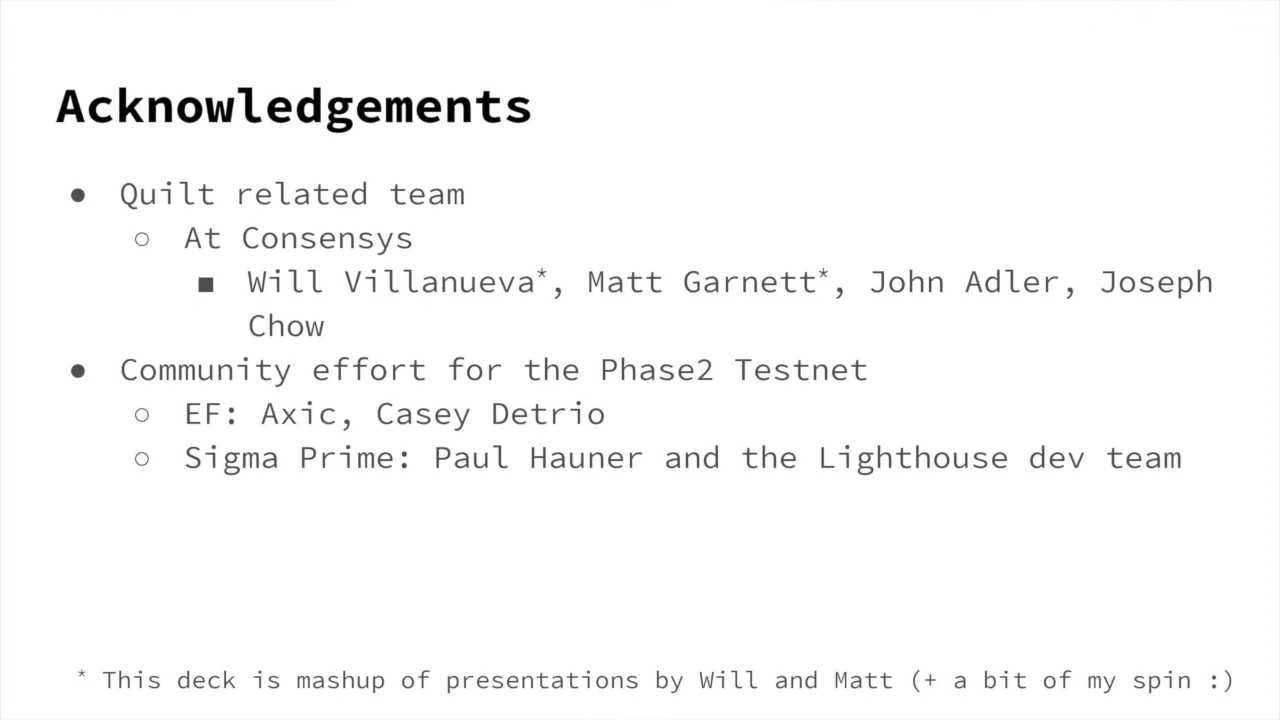 Acknowledgements
● Quilt related team
○ At Consensys
■ Will Villanueva*, Matt Garnett*, John Adler, Joseph
Chow
● Community effort for the Phase2 Testnet
○ EF: Axic, Casey Detrio
○ Sigma Prime: Paul Hauner and the Lighthouse dev team
* This deck is mashup of presentations by Will and Matt (+ a bit of my spin :)